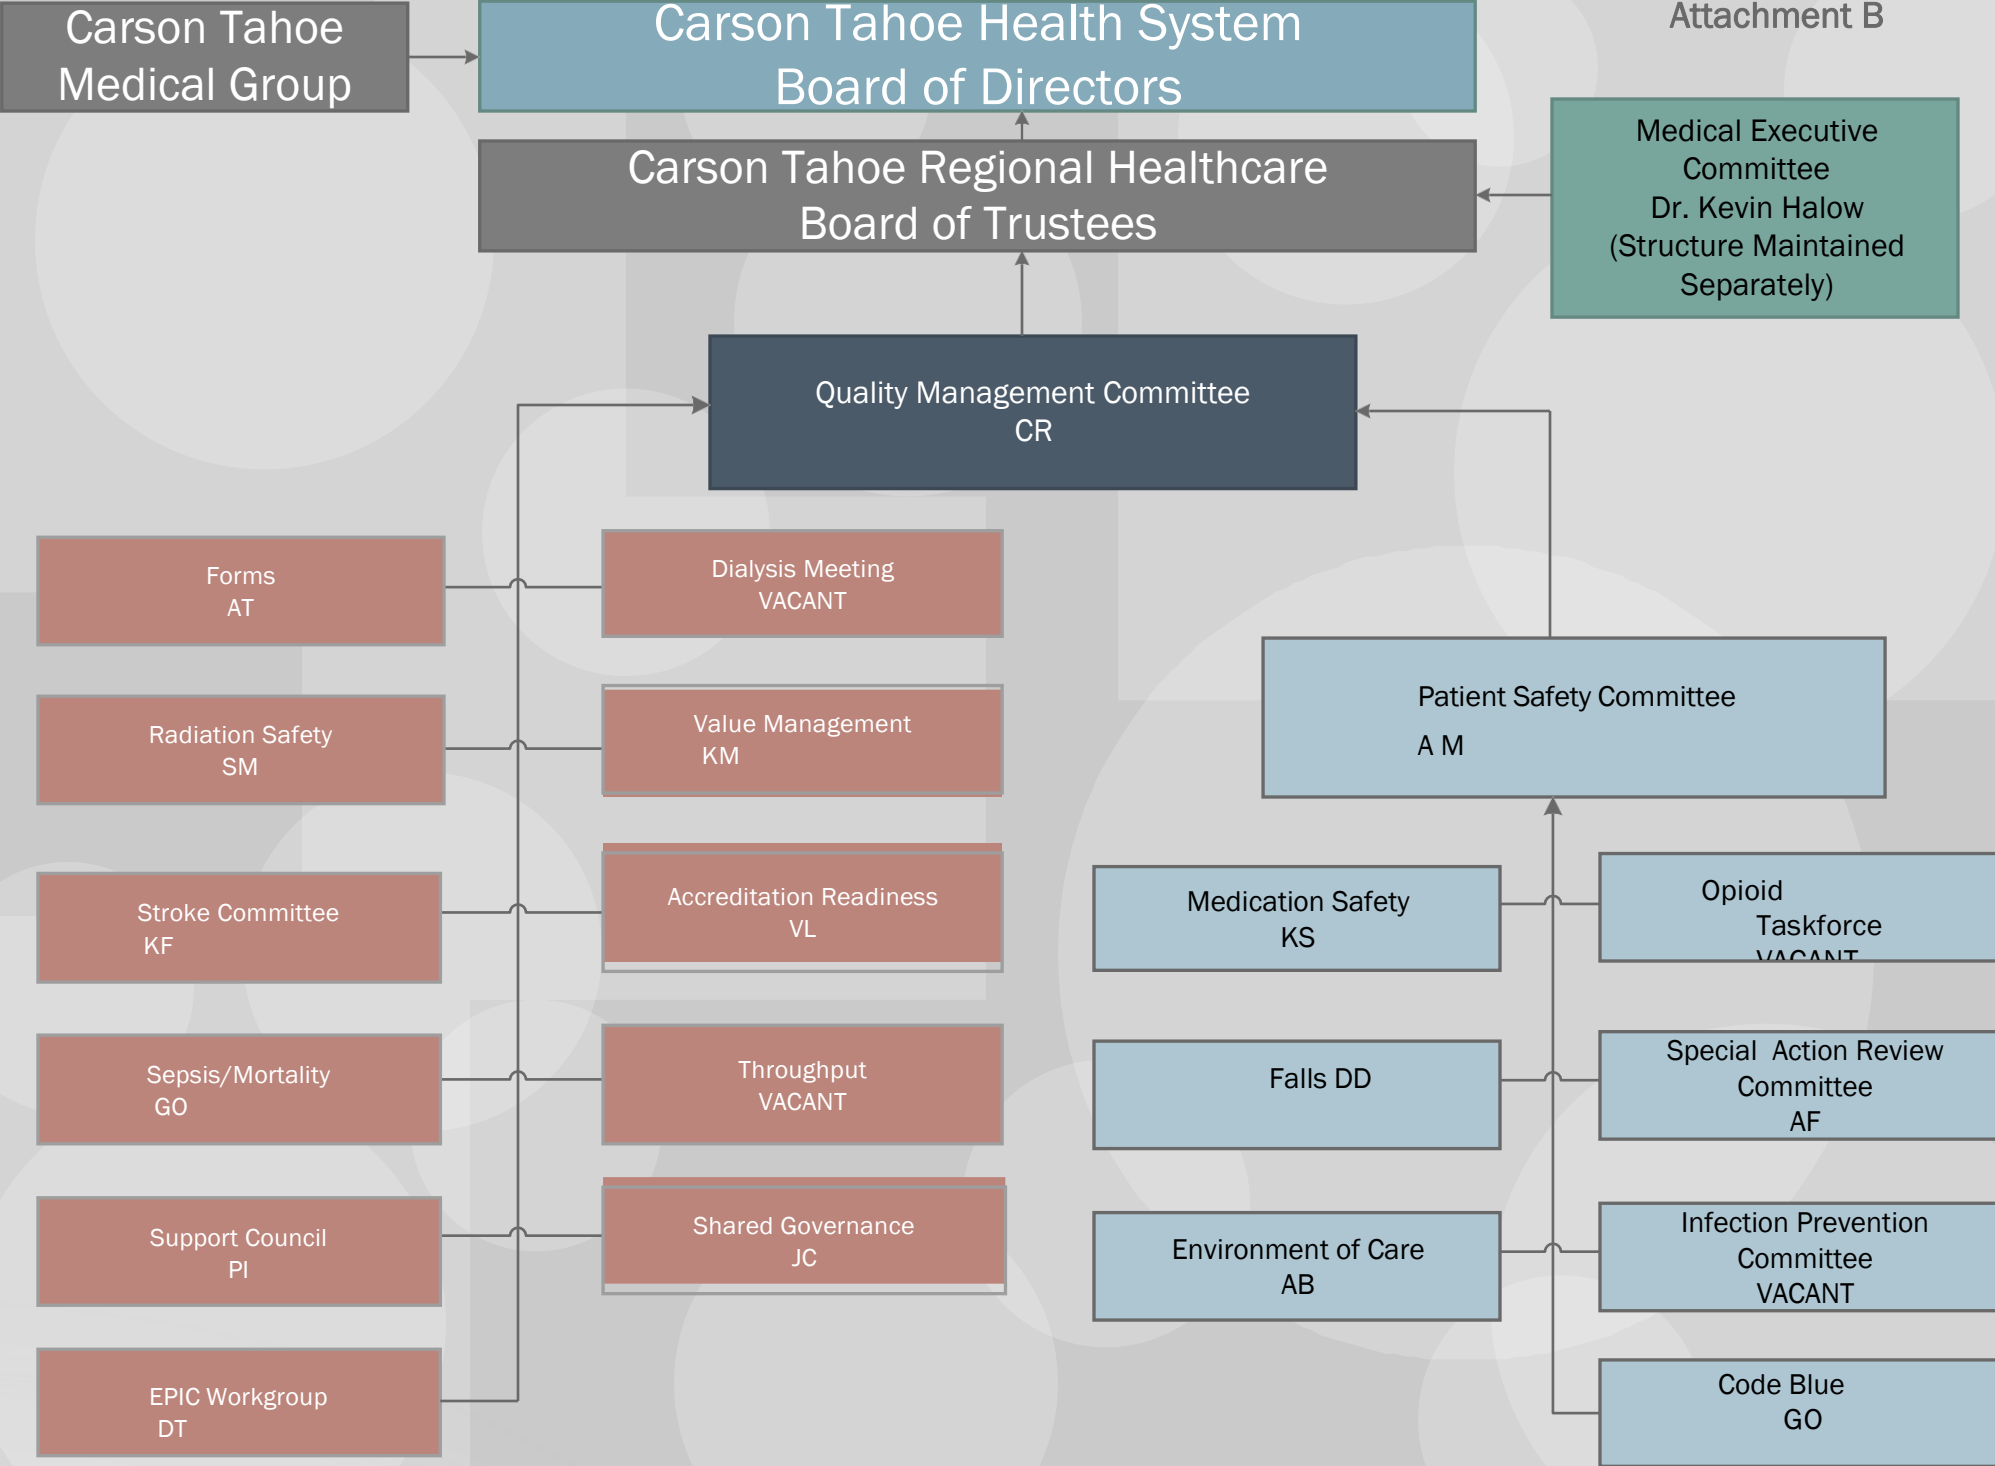 Carson Tahoe
Medical Group
Carson Tahoe Health System
Board of Directors
Attachment B
Carson Tahoe Regional Healthcare
Board of Trustees
Medical Executive
Committee
Dr. Kevin Halow
(Structure Maintained
Separately)
Quality Management Committee
CR
Forms
AT
Dialysis Meeting
VACANT
Radiation Safety
SM
Value Management
KM
Stroke Committee
KF
Accreditation Readiness
VL
Sepsis/Mortality
GO
Throughput
VACANT
Support Council
PI
Shared Governance
JC
EPIC Workgroup
DT
Patient Safety Committee
A M
Medication Safety
KS
Opioid
Taskforce
VACANT
Falls DD
Special  Action Review
Committee
AF
Environment of Care
AB
Infection Prevention
Committee
VACANT
Code Blue
GO